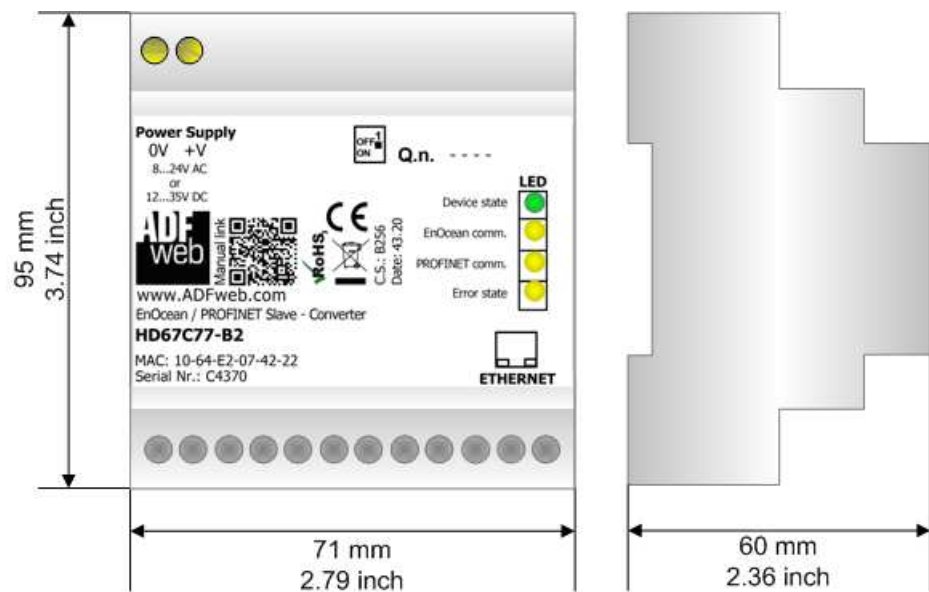 Power Supply
0V +V
8...24V AC
or
12...35V DC
OFF 1
ON
Q.n. - - - -
LED
Device state
EnOcean comm.
PROFINET comm.
Error state
ADF
web
Manual link
RoHS
CE
C.S.: B256
Date: 43.20
www.ADFweb.com
EnOcean / PROFINET Slave - Converter
HD67C77-B2
MAC: 10-64-E2-07-42-22
Serial Nr.: C4370
ETHERNET
95 mm
3.74 inch
71 mm
2.79 inch
60 mm
2.36 inch